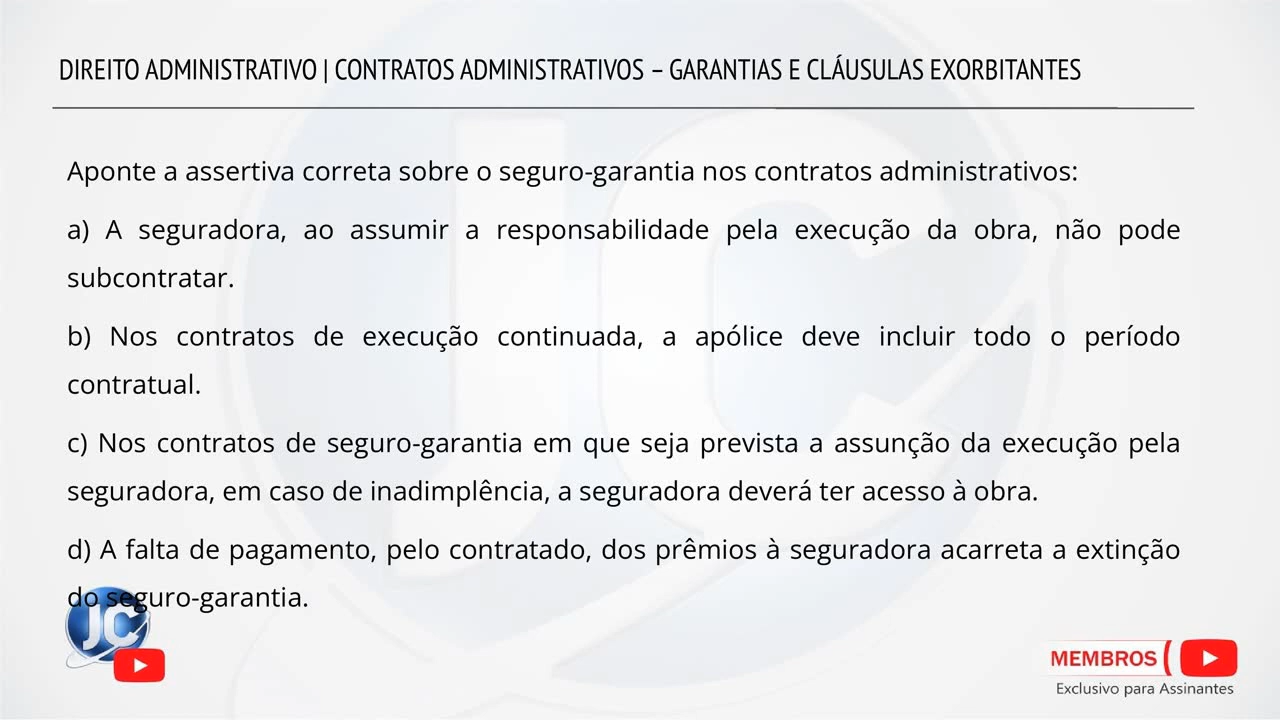 DIREITO ADMINISTRATIVO | CONTRATOS ADMINISTRATIVOS – GARANTIAS E CLÁUSULAS EXORBITANTES
Aponte a assertiva correta sobre o seguro-garantia nos contratos administrativos:
a) A seguradora, ao assumir a responsabilidade pela execução da obra, não pode
subcontratar.
b) Nos contratos de execução continuada, a apólice deve incluir todo o período
contratual.
c) Nos contratos de seguro-garantia em que seja prevista a assunção da execução pela
seguradora, em caso de inadimplência, a seguradora deverá ter acesso à obra.
d) A falta de pagamento, pelo contratado, dos prêmios à seguradora acarreta a extinção
do seguro-garantia.
JC
MEMBROS
Exclusivo para Assinantes